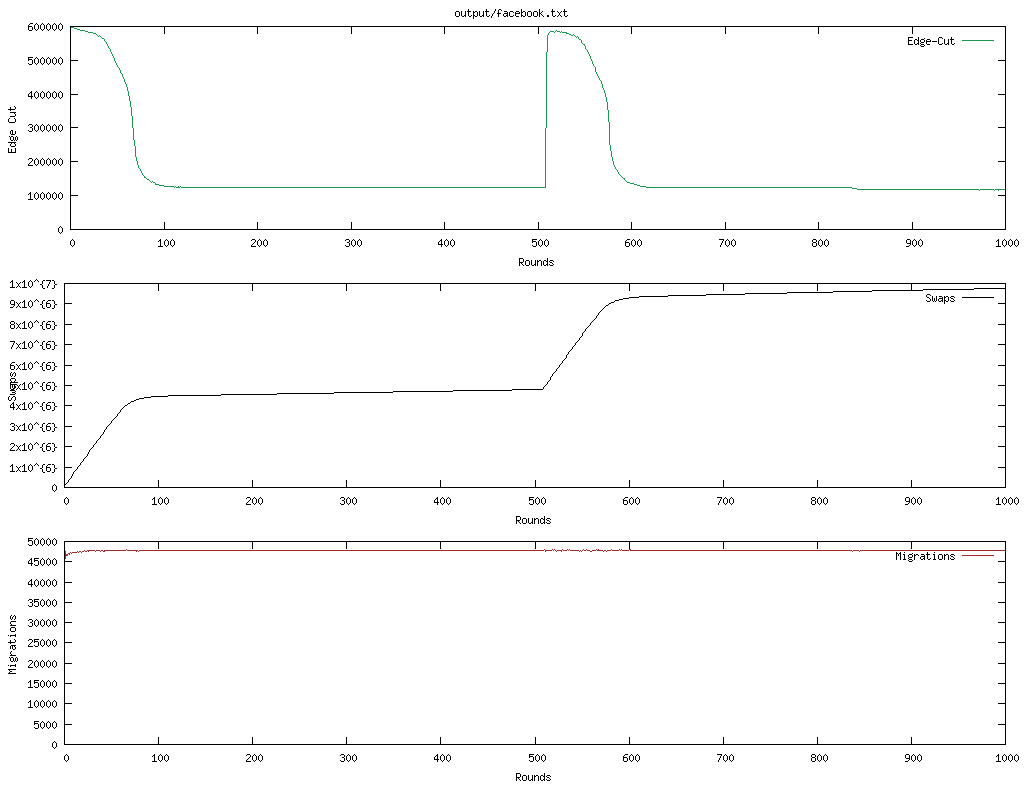 output/facebook.txt
600000
500000
400000
300000
200000
100000
0
Edge Cut
Edge-Cut
0 100 200 300 400 500 600 700 800 900 1000
Rounds
1x10^{7}
9x10^{6}
8x10^{6}
7x10^{6}
6x10^{6}
5x10^{6}
4x10^{6}
3x10^{6}
2x10^{6}
1x10^{6}
0
Swaps
Swaps
0 100 200 300 400 500 600 700 800 900 1000
Rounds
50000
45000
40000
35000
30000
25000
20000
15000
10000
5000
0
Migrations
Migrations
0 100 200 300 400 500 600 700 800 900 1000
Rounds